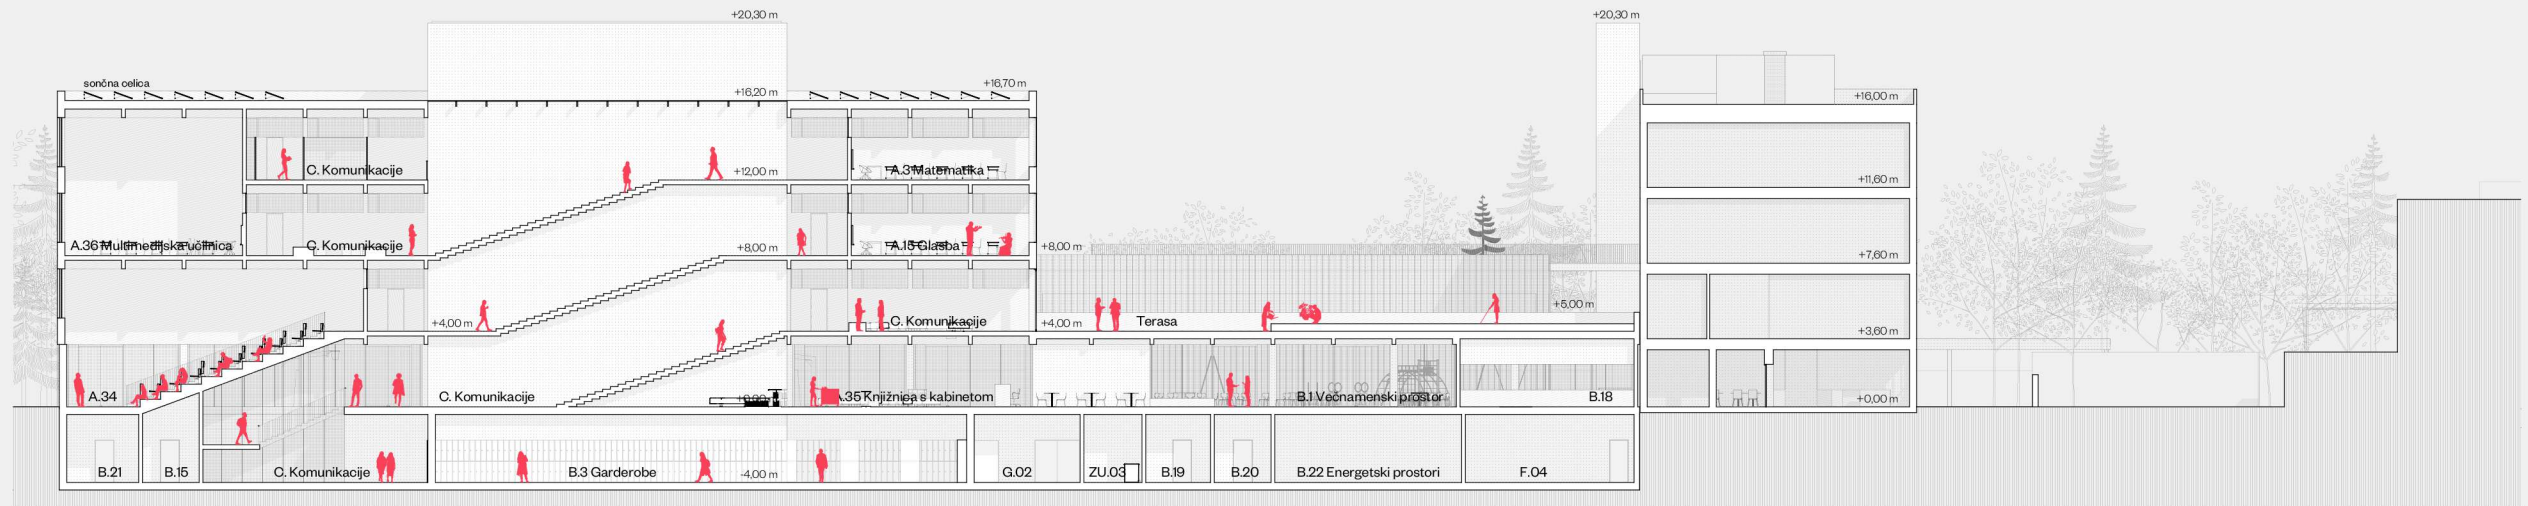 +20,30 m
+20,30 m
sončna celica
+16,70 m
+16,20 m
+16,00 m
C. Komunikacije
+12,00 m
A.3 Matematika
+11,60 m
A.36 Multimedijska učilnica
C. Komunikacije
+8,00 m
A.15 Glasba
+8,00 m
+7,60 m
+5,00 m
+4,00 m
C. Komunikacije
+4,00 m
Terasa
+3,60 m
A.34
C. Komunikacije
+0,00 m
A.35 Knjižnica s kabinetom
B.1 Večnamenski prostor
B.18
+0,00 m
B.21
B.15
C. Komunikacije
B.3 Garderobe
-4,00 m
G.02
ZU.03
B.19
B.20
B.22 Energetski prostori
F.04